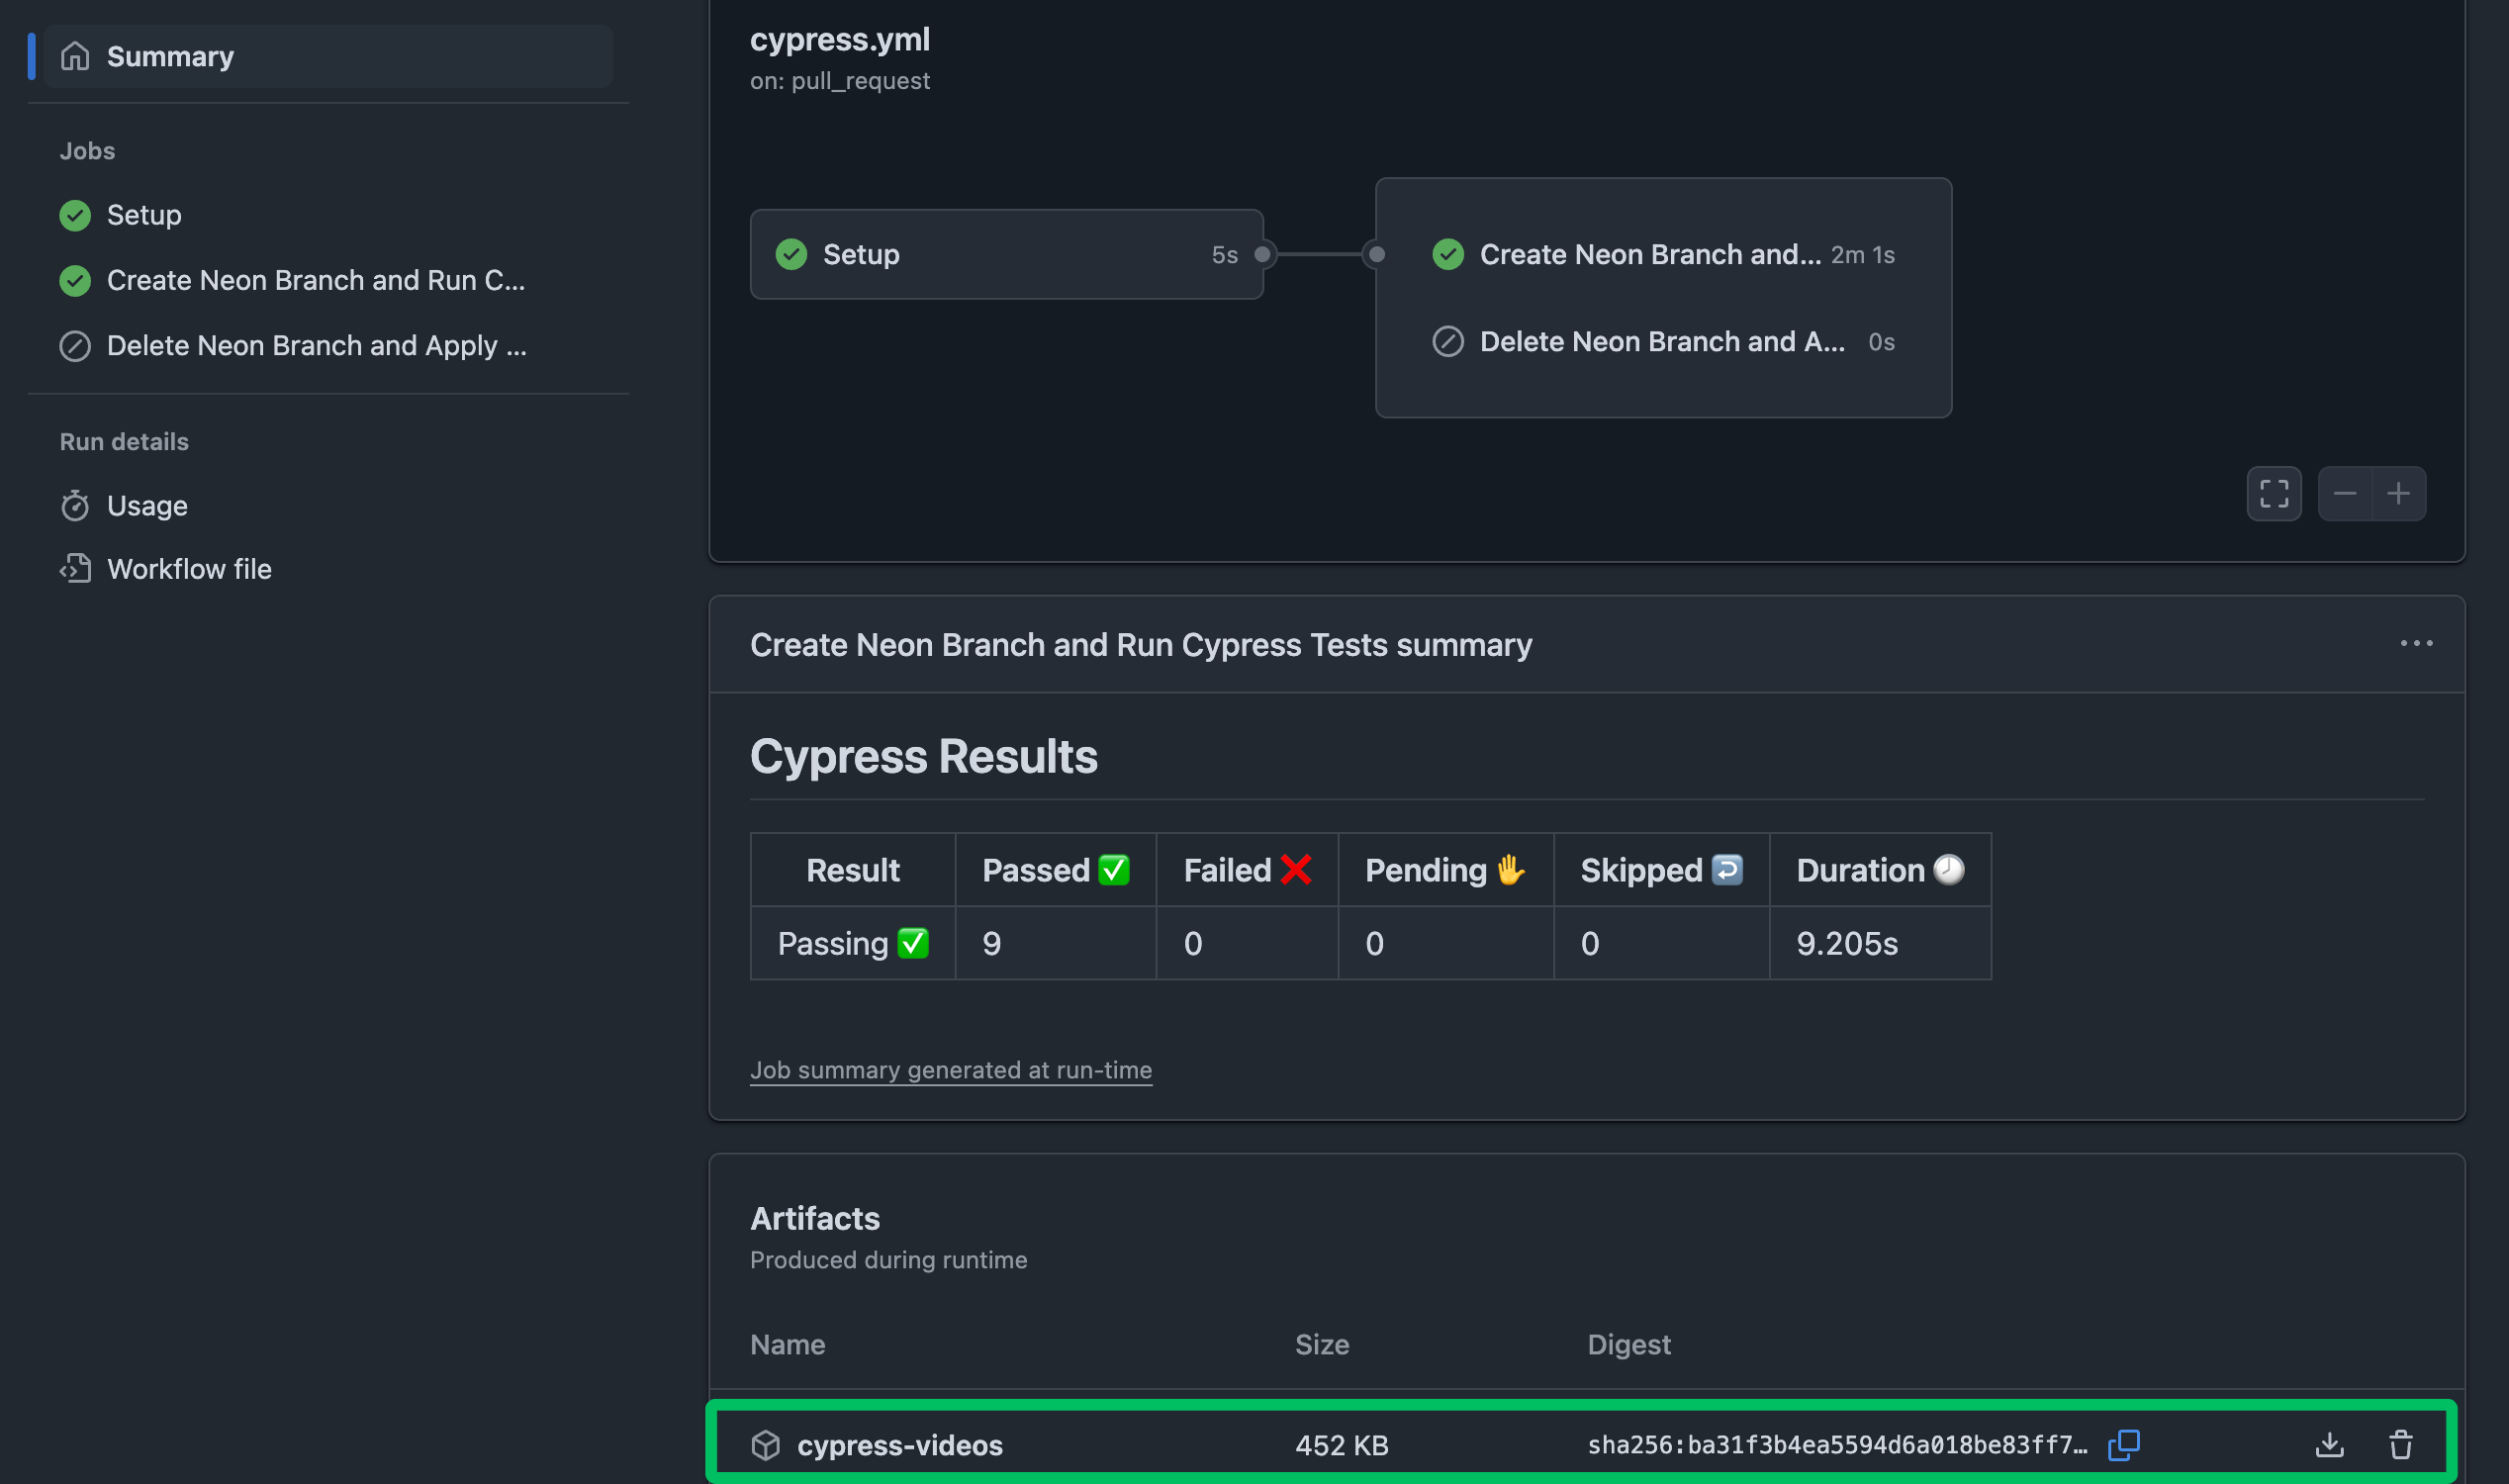 Summary
Jobs
Setup
Create Neon Branch and Run C...
Delete Neon Branch and Apply ...
Run details
Usage
Workflow file
cypress.yml
on: pull_request
Setup 5s
Create Neon Branch and... 2m 1s
Delete Neon Branch and A... 0s
Create Neon Branch and Run Cypress Tests summary
Cypress Results
Result Passed ✅ Failed ❌ Pending ✋ Skipped ↩️ Duration 🕗
Passing ✅ 9 0 0 0 9.205s
Job summary generated at run-time
Artifacts
Produced during runtime
Name Size Digest
cypress-videos 452 KB sha256:ba31f3b4ea5594d6a018be83ff7…